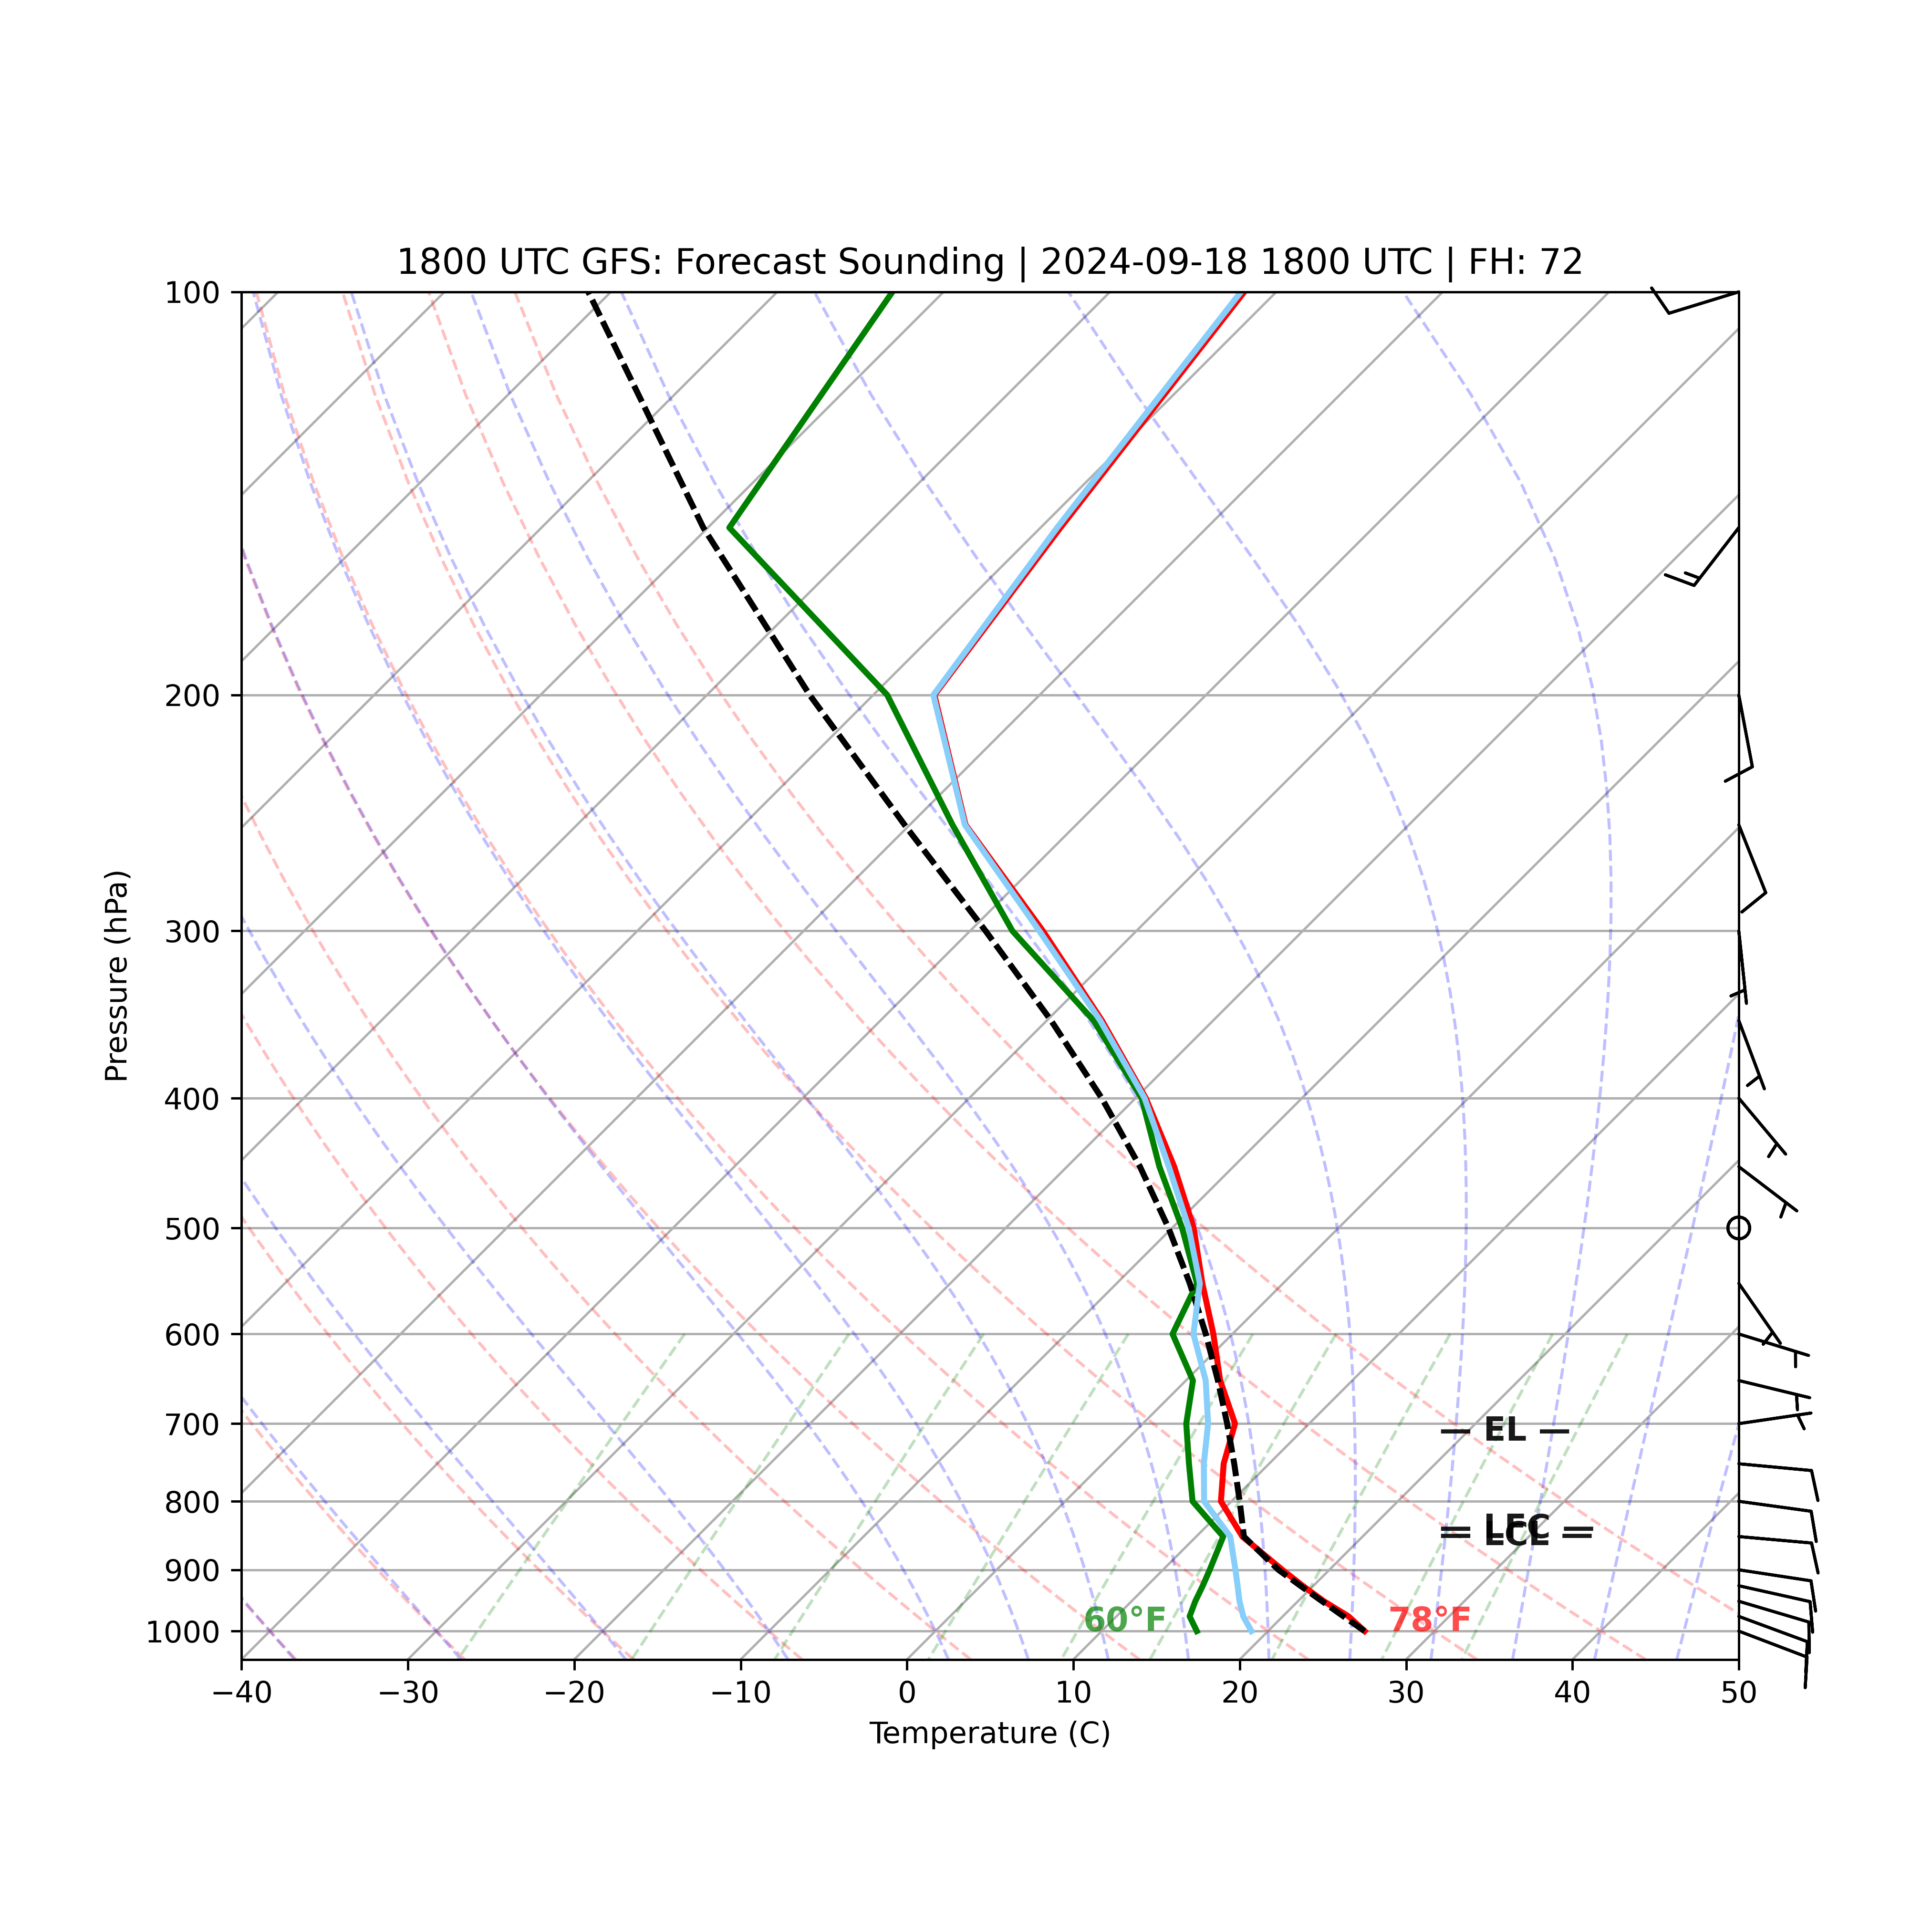 1800 UTC GFS: Forecast Sounding | 2024-09-18 1800 UTC | FH: 72
100
200
300
400
500
600
700
800
900
1000
Pressure (hPa)
— EL —
— LFC —
— LCL —
60°F
78°F
−40 −30 −20 −10 0 10 20 30 40 50
Temperature (C)